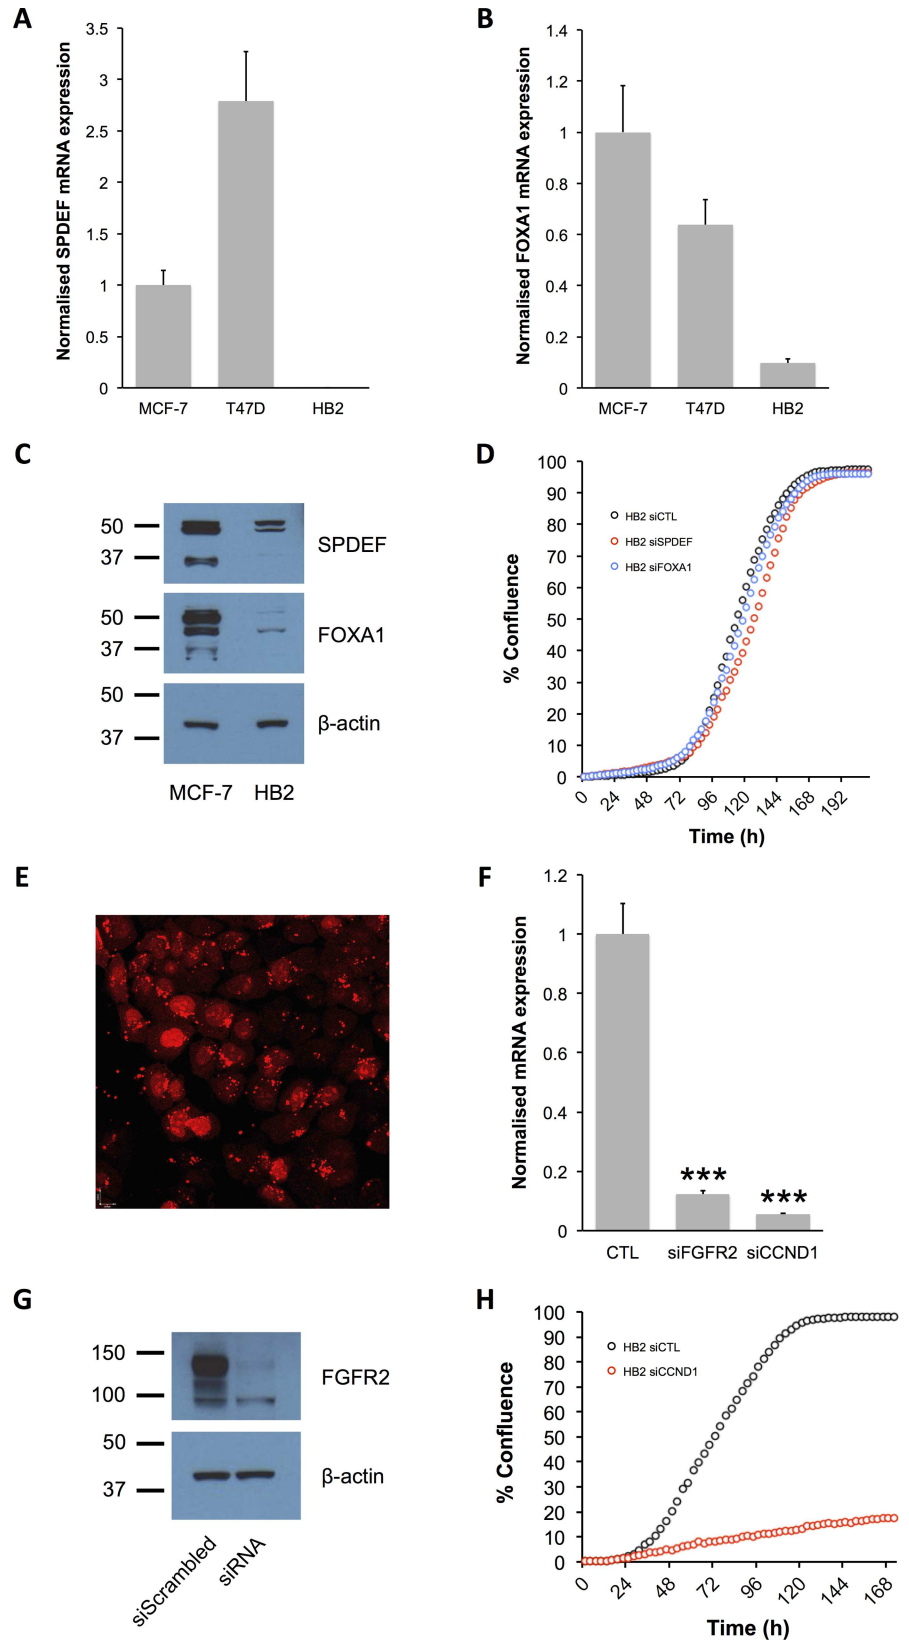 A
Normalised SPDEF mRNA expression
3.5
3
2.5
2
1.5
1
0.5
0
MCF-7 T47D HB2
B
Normalised FOXA1 mRNA expression
1.4
1.2
1
0.8
0.6
0.4
0.2
0
MCF-7 T47D HB2
C
50
37
SPDEF
50
37
FOXA1
50
37
β-actin
MCF-7 HB2
D
% Confluence
100
90
80
70
60
50
40
30
20
10
0
HB2 siCTL
HB2 siSPDEF
HB2 siFOXA1
0 24 48 72 96 120 144 168 192
Time (h)
E
F
Normalised mRNA expression
1.2
1
0.8
0.6
0.4
0.2
0
***
***
CTL siFGFR2 siCCND1
G
150
100
FGFR2
50
37
β-actin
siScrambled
siRNA
H
% Confluence
100
90
80
70
60
50
40
30
20
10
0
HB2 siCTL
HB2 siCCND1
0 24 48 72 96 120 144 168
Time (h)